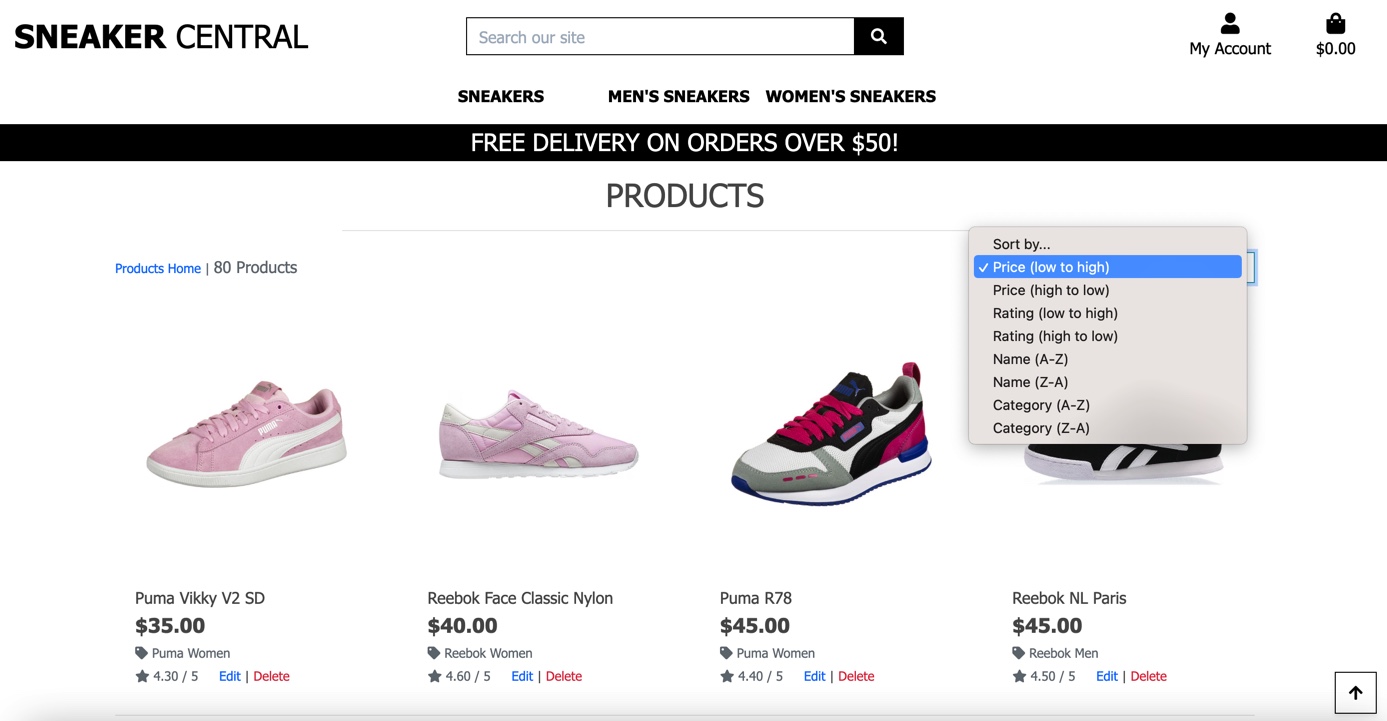 SNEAKER CENTRAL
Search our site
My Account
$0.00
SNEAKERS
MEN'S SNEAKERS
WOMEN'S SNEAKERS
FREE DELIVERY ON ORDERS OVER $50!
PRODUCTS
Products Home | 80 Products
Sort by...
✓ Price (low to high)
Price (high to low)
Rating (low to high)
Rating (high to low)
Name (A-Z)
Name (Z-A)
Category (A-Z)
Category (Z-A)
PUMA
Puma Vikky V2 SD
$35.00
Puma Women
4.30 / 5 Edit | Delete
Reebok Face Classic Nylon
$40.00
Reebok Women
4.60 / 5 Edit | Delete
Puma R78
$45.00
Puma Women
4.40 / 5 Edit | Delete
Reebok NL Paris
$45.00
Reebok Men
4.50 / 5 Edit | Delete